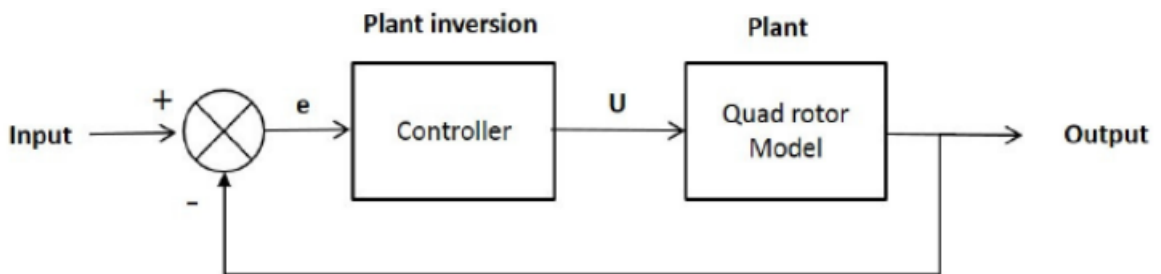 Plant inversion
Plant
+
e
U
Input
Controller
Quad rotor
Model
Output
-